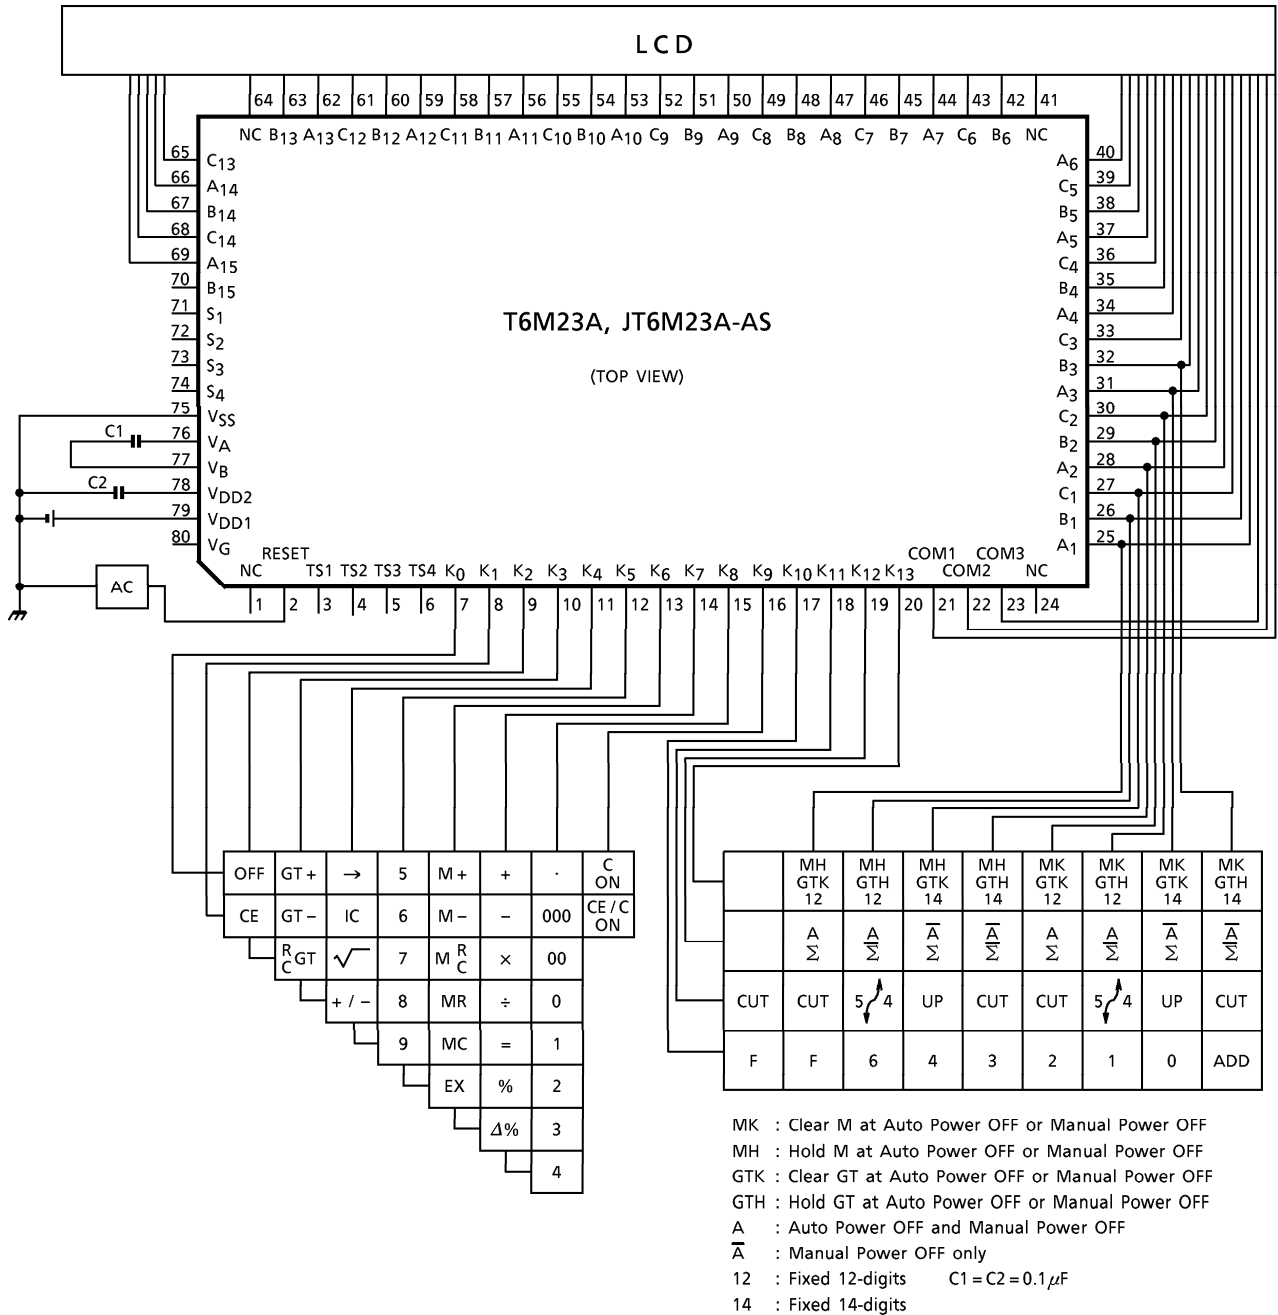 LCD
64 63 62 61 60 59 58 57 56 55 54 53 52 51 50 49 48 47 46 45 44 43 42 41
NC B13 A13 C12 B12 A12 C11 B11 A11 C10 B10 A10 C9 B9 A9 C8 B8 A8 C7 B7 A7 C6 B6 NC
65 C13
66 A14
67 B14
68 C14
69 A15
70 B15
71 S1
72 S2
73 S3
74 S4
75 VSS
C1 76 VA
77 VB
C2 78 VDD2
79 VDD1
80 VG
T6M23A, JT6M23A-AS
(TOP VIEW)
A6 40
C5 39
B5 38
A5 37
C4 36
B4 35
A4 34
C3 33
B3 32
A3 31
C2 30
B2 29
A2 28
C1 27
B1 26
A1 25
AC
NC RESET TS1 TS2 TS3 TS4 K0 K1 K2 K3 K4 K5 K6 K7 K8 K9 K10 K11 K12 K13 COM1 COM2 COM3 NC
1 2 3 4 5 6 7 8 9 10 11 12 13 14 15 16 17 18 19 20 21 22 23 24
OFF GT+ → 5 M+ + · C ON
CE GT− IC 6 M− − 000 CE/C ON
R C GT √ 7 M R C × 00
+/− 8 MR ÷ 0
9 MC = 1
EX % 2
Δ% 3
4
MH MH MH MH MK MK MK MK
GTK GTH GTK GTH GTK GTH GTK GTH
12 12 14 14 12 12 14 14
A A A̅ A̅ A A A̅ A̅
Σ Σ̅ Σ Σ̅ Σ Σ̅ Σ Σ̅
CUT CUT 5 4 UP CUT CUT 5 4 UP CUT
F F 6 4 3 2 1 0 ADD
MK : Clear M at Auto Power OFF or Manual Power OFF
MH : Hold M at Auto Power OFF or Manual Power OFF
GTK : Clear GT at Auto Power OFF or Manual Power OFF
GTH : Hold GT at Auto Power OFF or Manual Power OFF
A : Auto Power OFF and Manual Power OFF
A̅ : Manual Power OFF only
12 : Fixed 12-digits C1 = C2 = 0.1 μF
14 : Fixed 14-digits